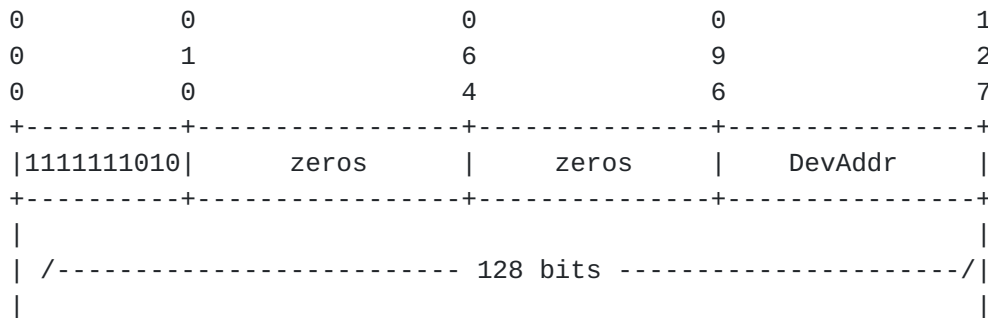 0          0                 0               0                1
0          1                 6               9                2
0          0                 4               6                7
+----------+-----------------+---------------+----------------+
|1111111010|      zeros      |     zeros     |    DevAddr     |
+----------+-----------------+---------------+----------------+
|                                                             |
| /-------------------------- 128 bits ----------------------/|
|                                                             |